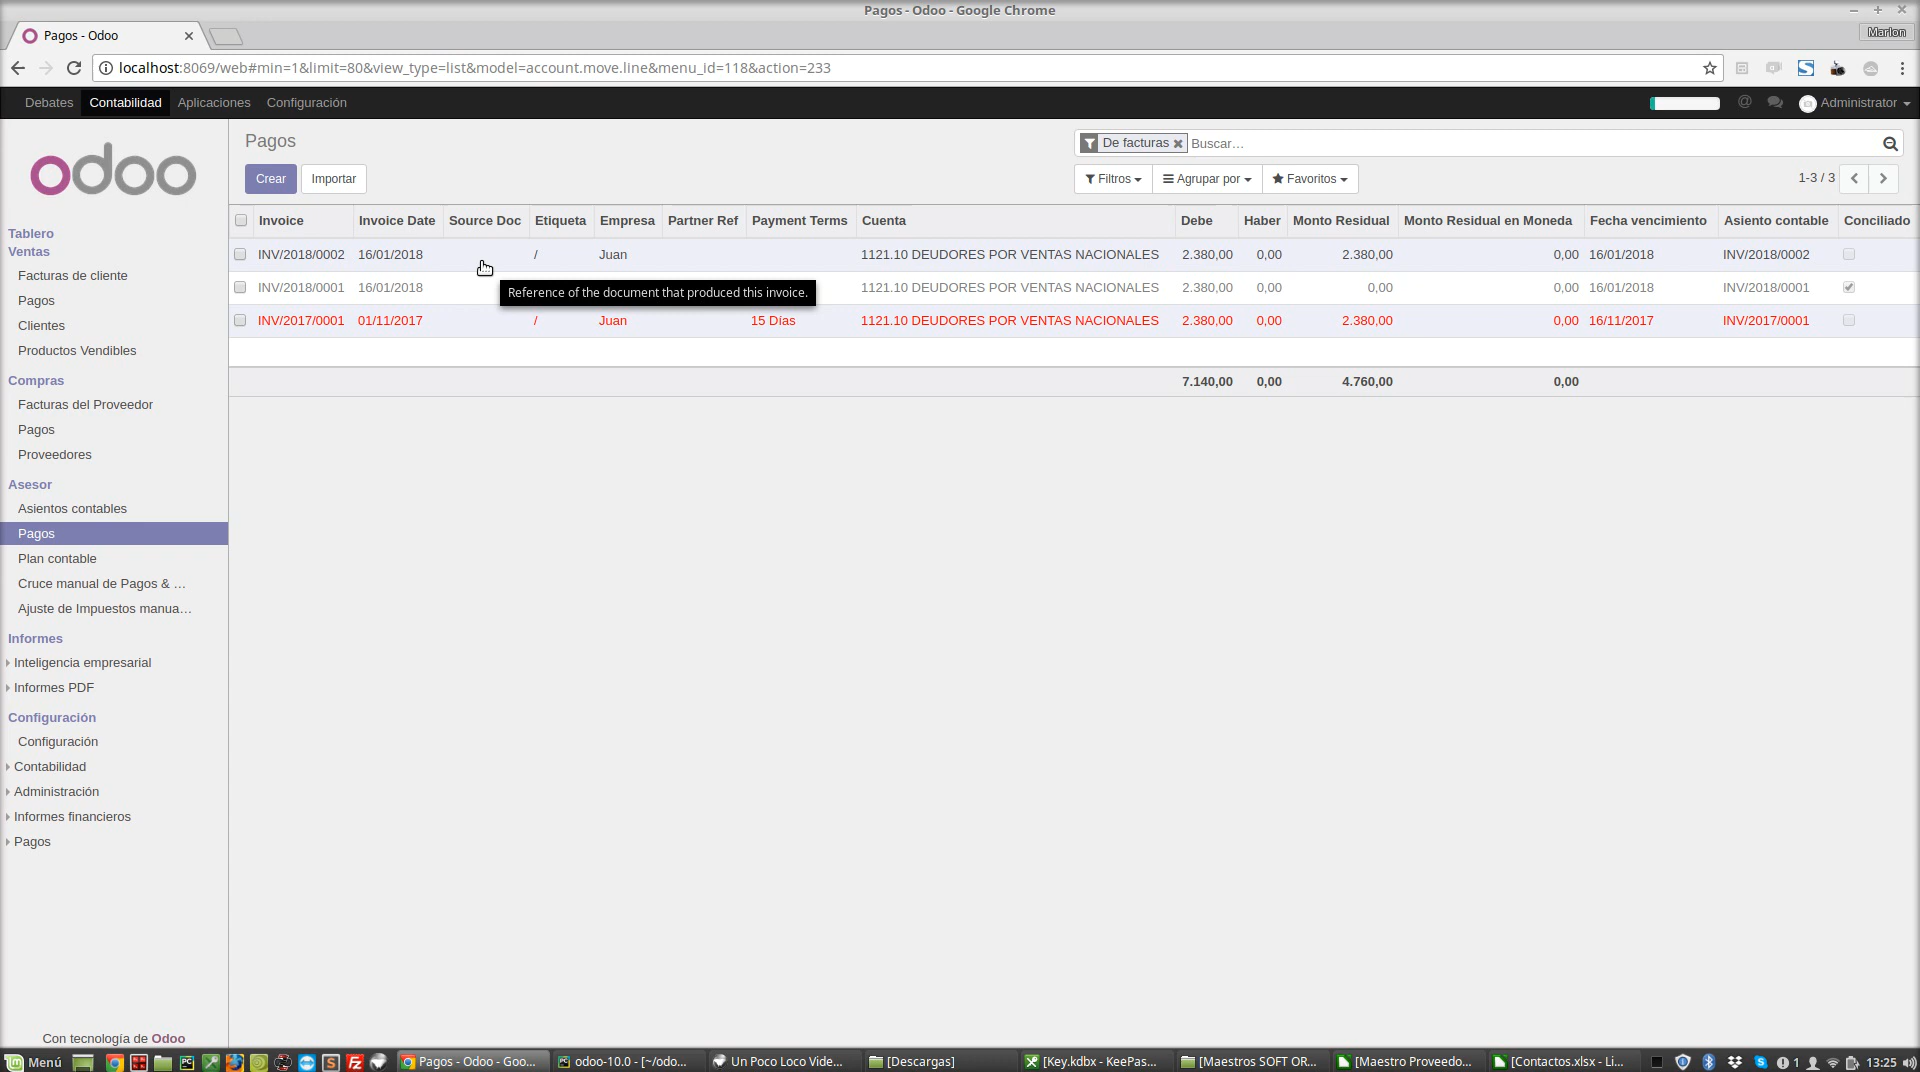 Pagos - Odoo - Google Chrome
Pagos - Odoo
Marlon
localhost:8069/web#min=1&limit=80&view_type=list&model=account.move.line&menu_id=118&action=233
Debates Contabilidad Aplicaciones Configuración @ Administrator
odoo
Pagos
De facturas Buscar...
Crear Importar
Filtros Agrupar por Favoritos 1-3 / 3
Invoice Invoice Date Source Doc Etiqueta Empresa Partner Ref Payment Terms Cuenta Debe Haber Monto Residual Monto Residual en Moneda Fecha vencimiento Asiento contable Conciliado
INV/2018/0002 16/01/2018 / Juan 1121.10 DEUDORES POR VENTAS NACIONALES 2.380,00 0,00 2.380,00 0,00 16/01/2018 INV/2018/0002
INV/2018/0001 16/01/2018 1121.10 DEUDORES POR VENTAS NACIONALES 2.380,00 0,00 0,00 0,00 16/01/2018 INV/2018/0001
Reference of the document that produced this invoice.
INV/2017/0001 01/11/2017 / Juan 15 Días 1121.10 DEUDORES POR VENTAS NACIONALES 2.380,00 0,00 2.380,00 0,00 16/11/2017 INV/2017/0001
7.140,00 0,00 4.760,00 0,00
Tablero
Ventas
Facturas de cliente
Pagos
Clientes
Productos Vendibles
Compras
Facturas del Proveedor
Pagos
Proveedores
Asesor
Asientos contables
Pagos
Plan contable
Cruce manual de Pagos & ...
Ajuste de Impuestos manua...
Informes
Inteligencia empresarial
Informes PDF
Configuración
Configuración
Contabilidad
Administración
Informes financieros
Pagos
Con tecnología de Odoo
Menú Pagos - Odoo - Goo... odoo-10.0 - [~/odo... Un Poco Loco Vide... [Descargas] [Key.kdbx - KeePas... [Maestros SOFT OR... [Maestro Proveedo... [Contactos.xlsx - Li... 1 13:25